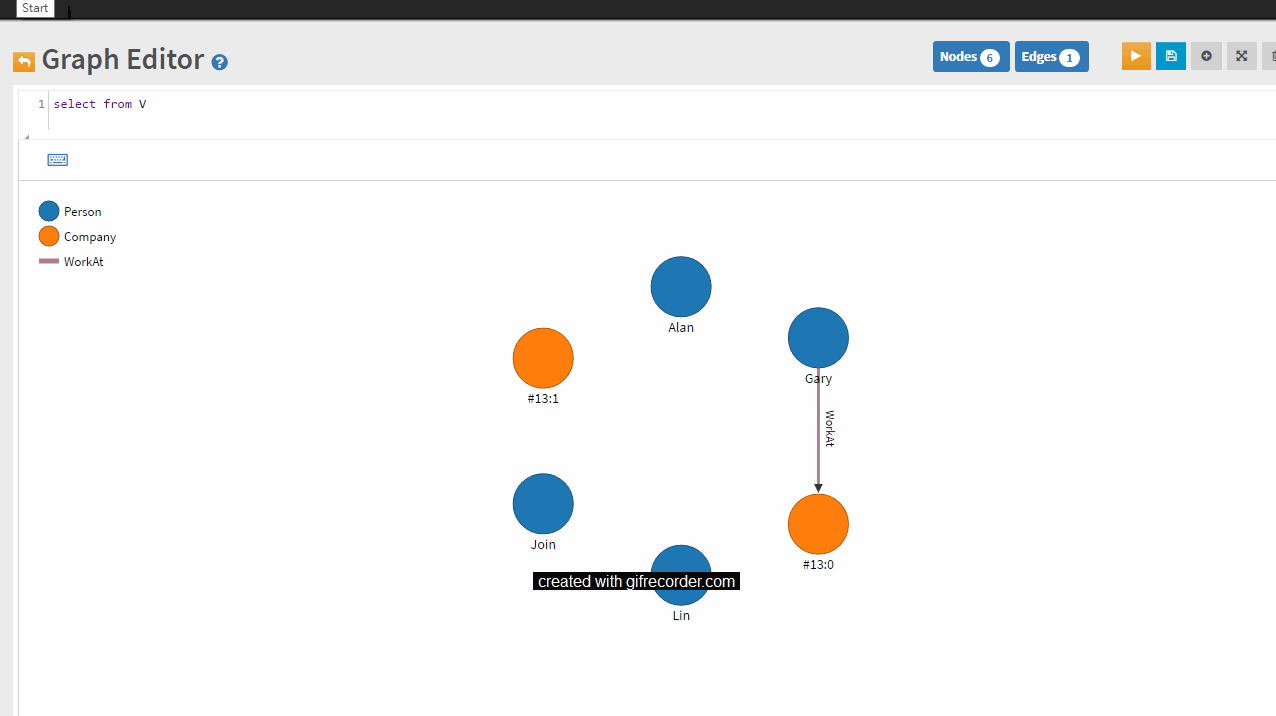 Start
Graph Editor ?
Nodes 6 Edges 1
1 select from V
Person
Company
WorkAt
Alan
Gary
#13:1
WorkAt
Join
#13:0
created with gifrecorder.com
Lin